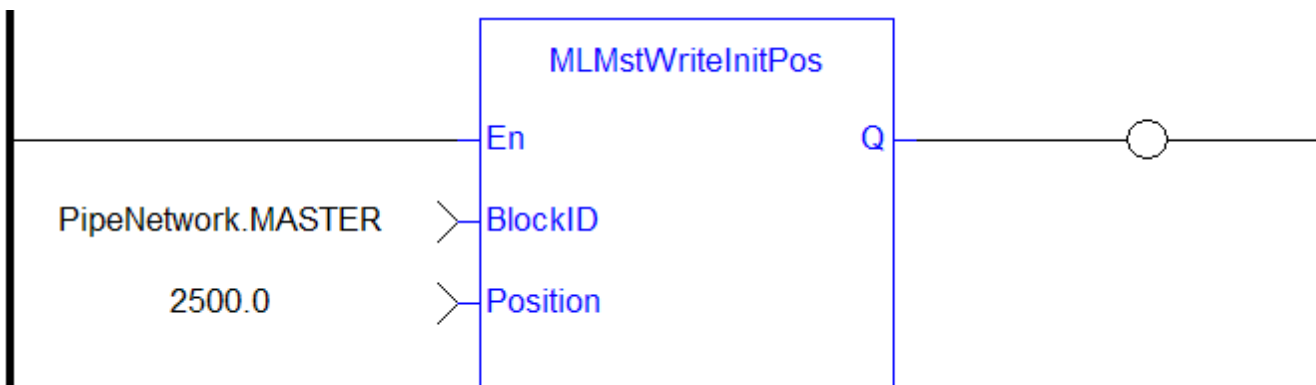 MLMstWriteInitPos
En Q
PipeNetwork.MASTER BlockID
2500.0 Position